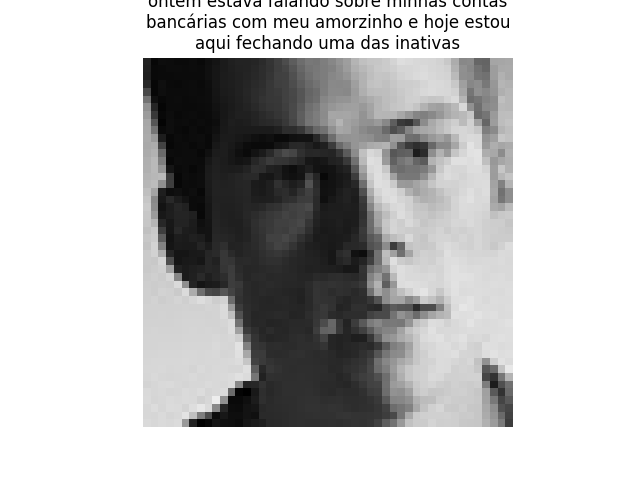 ontem estava falando sobre minhas contas
bancárias com meu amorzinho e hoje estou
aqui fechando uma das inativas